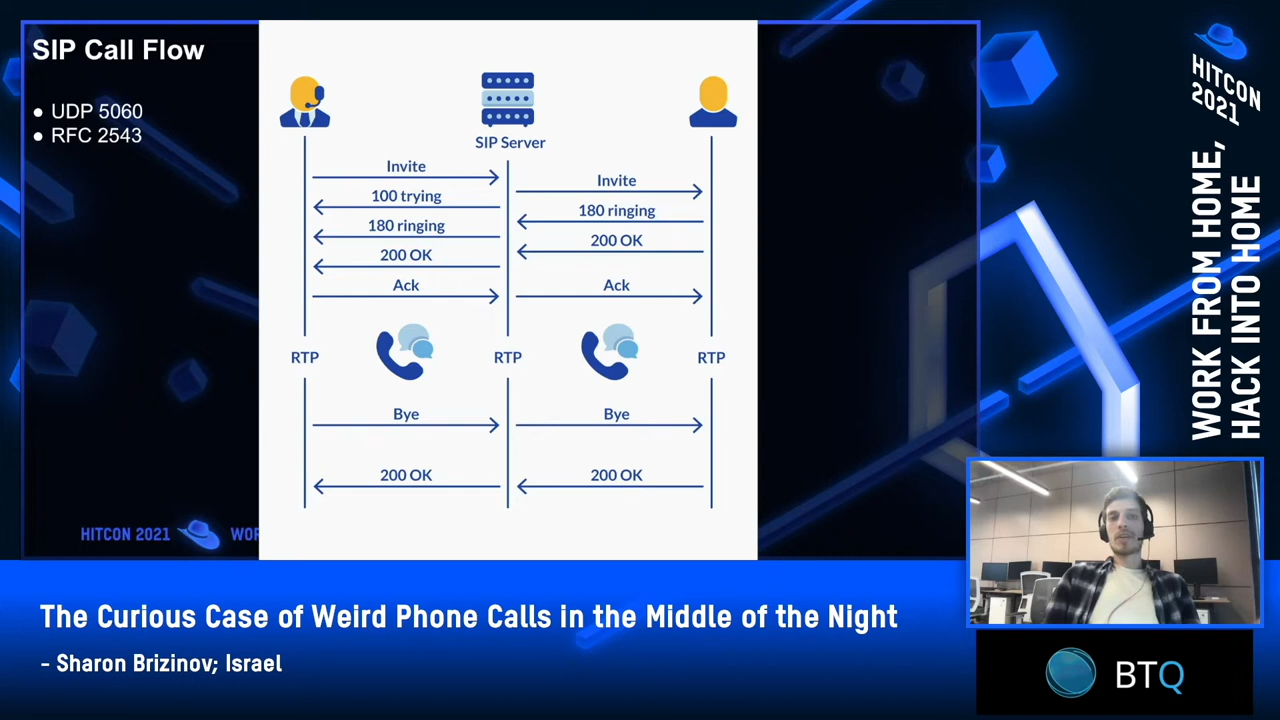 SIP Call Flow
● UDP 5060
● RFC 2543
SIP Server
Invite
Invite
100 trying
180 ringing
180 ringing
200 OK
200 OK
Ack
Ack
RTP
RTP
RTP
Bye
Bye
200 OK
200 OK
HITCON 2021
WOR
HITCON
2021
WORK FROM HOME,
HACK INTO HOME
The Curious Case of Weird Phone Calls in the Middle of the Night
- Sharon Brizinov; Israel
BTQ